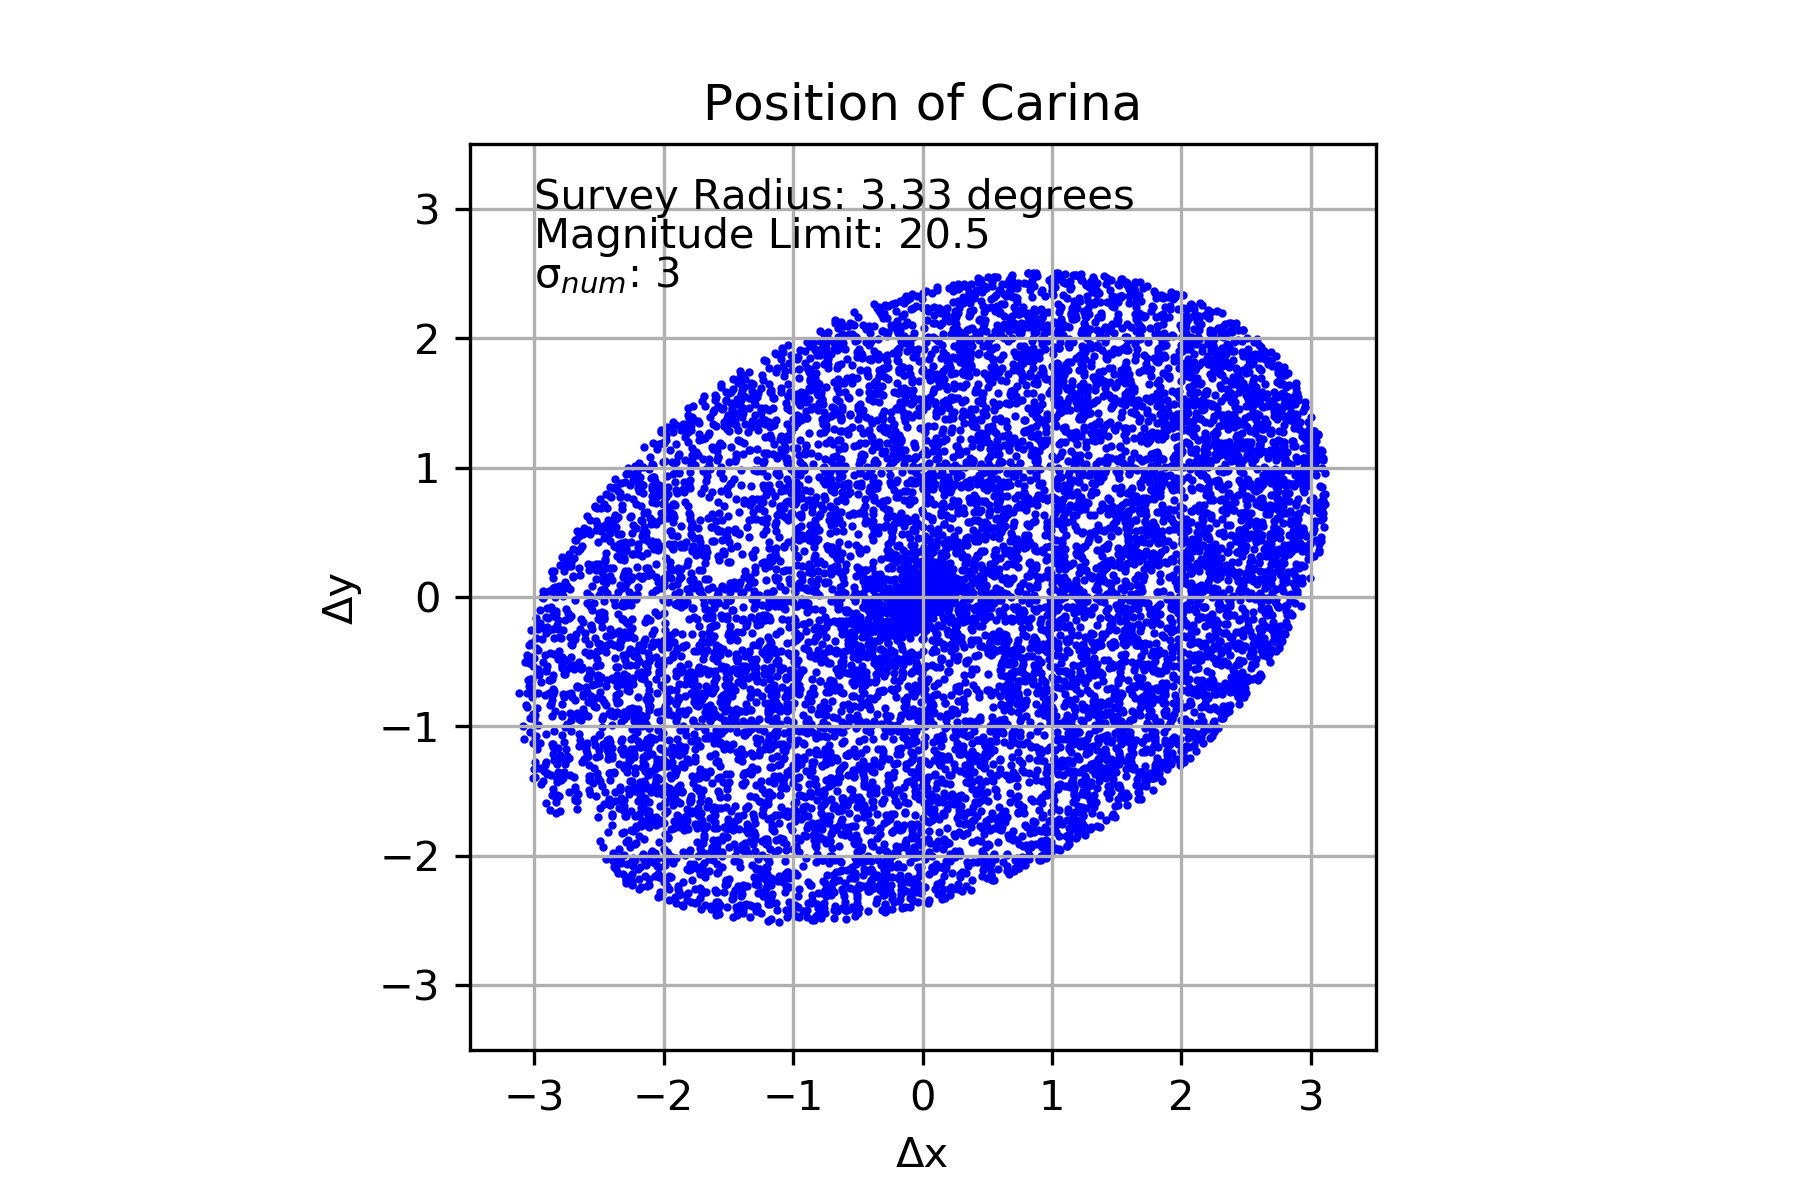 Position of Carina
Survey Radius: 3.33 degrees
Magnitude Limit: 20.5
σnum: 3
3
2
1
0
−1
−2
−3
Δy
−3 −2 −1 0 1 2 3
Δx